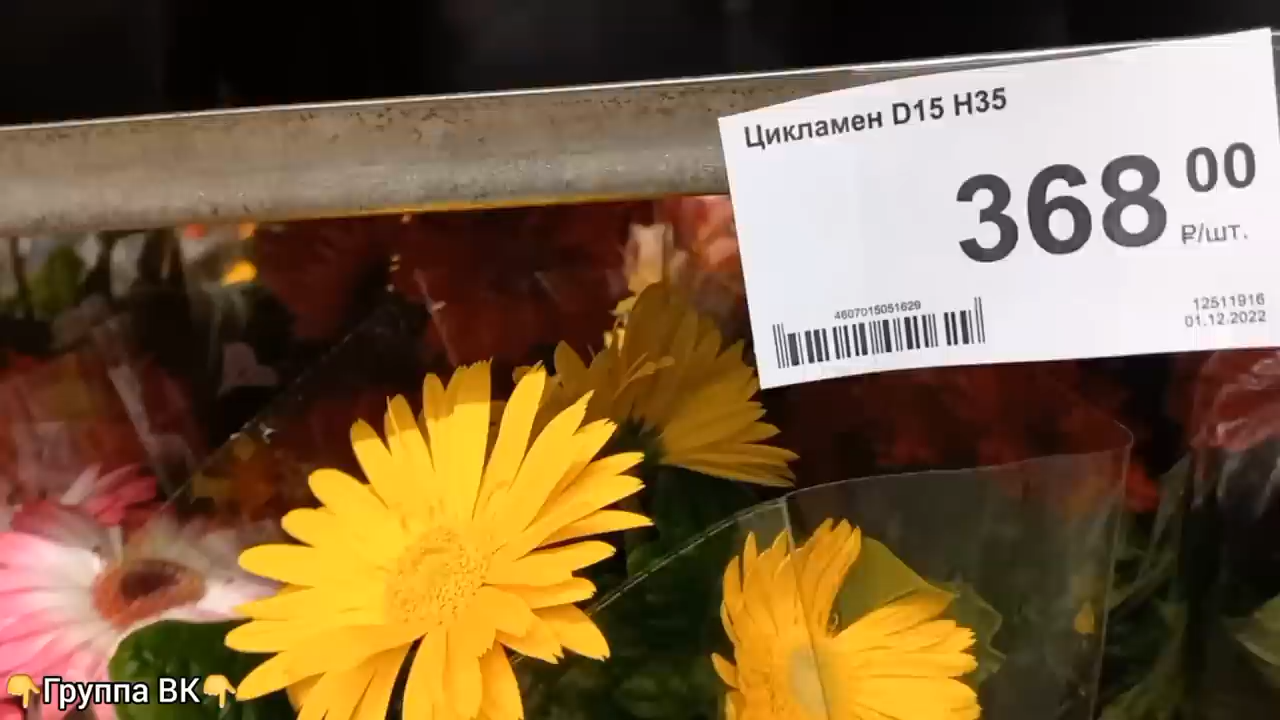 Цикламен D15 H35
368 00
₽/шт.
4607015051629
12511916
01.12.2022
👇Группа ВК👇